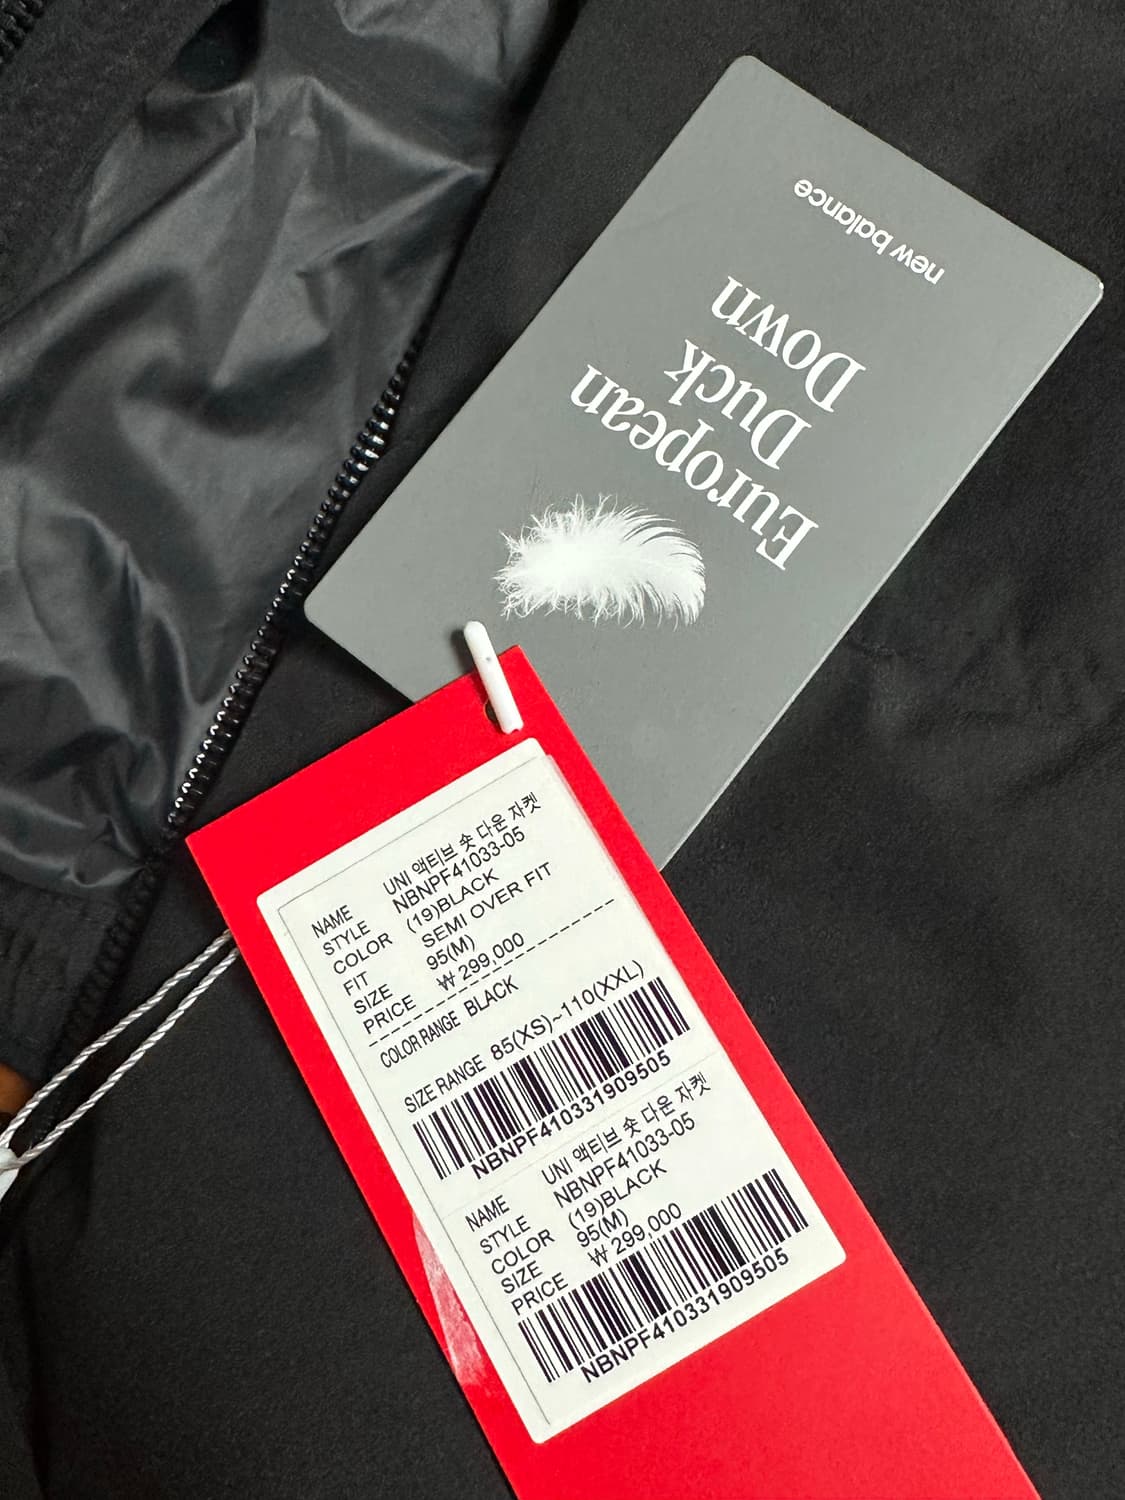 new balance
European
Duck
Down
NAME UNI 액티브 숏 다운 자켓
STYLE NBNPF41033-05
COLOR (19)BLACK
FIT SEMI OVER FIT
SIZE 95(M)
PRICE ₩ 299,000
COLOR RANGE BLACK
SIZE RANGE 85(XS)~110(XXL)
NBNPF410331909505
NAME UNI 액티브 숏 다운 자켓
STYLE NBNPF41033-05
COLOR (19)BLACK
SIZE 95(M)
PRICE ₩ 299,000
NBNPF410331909505